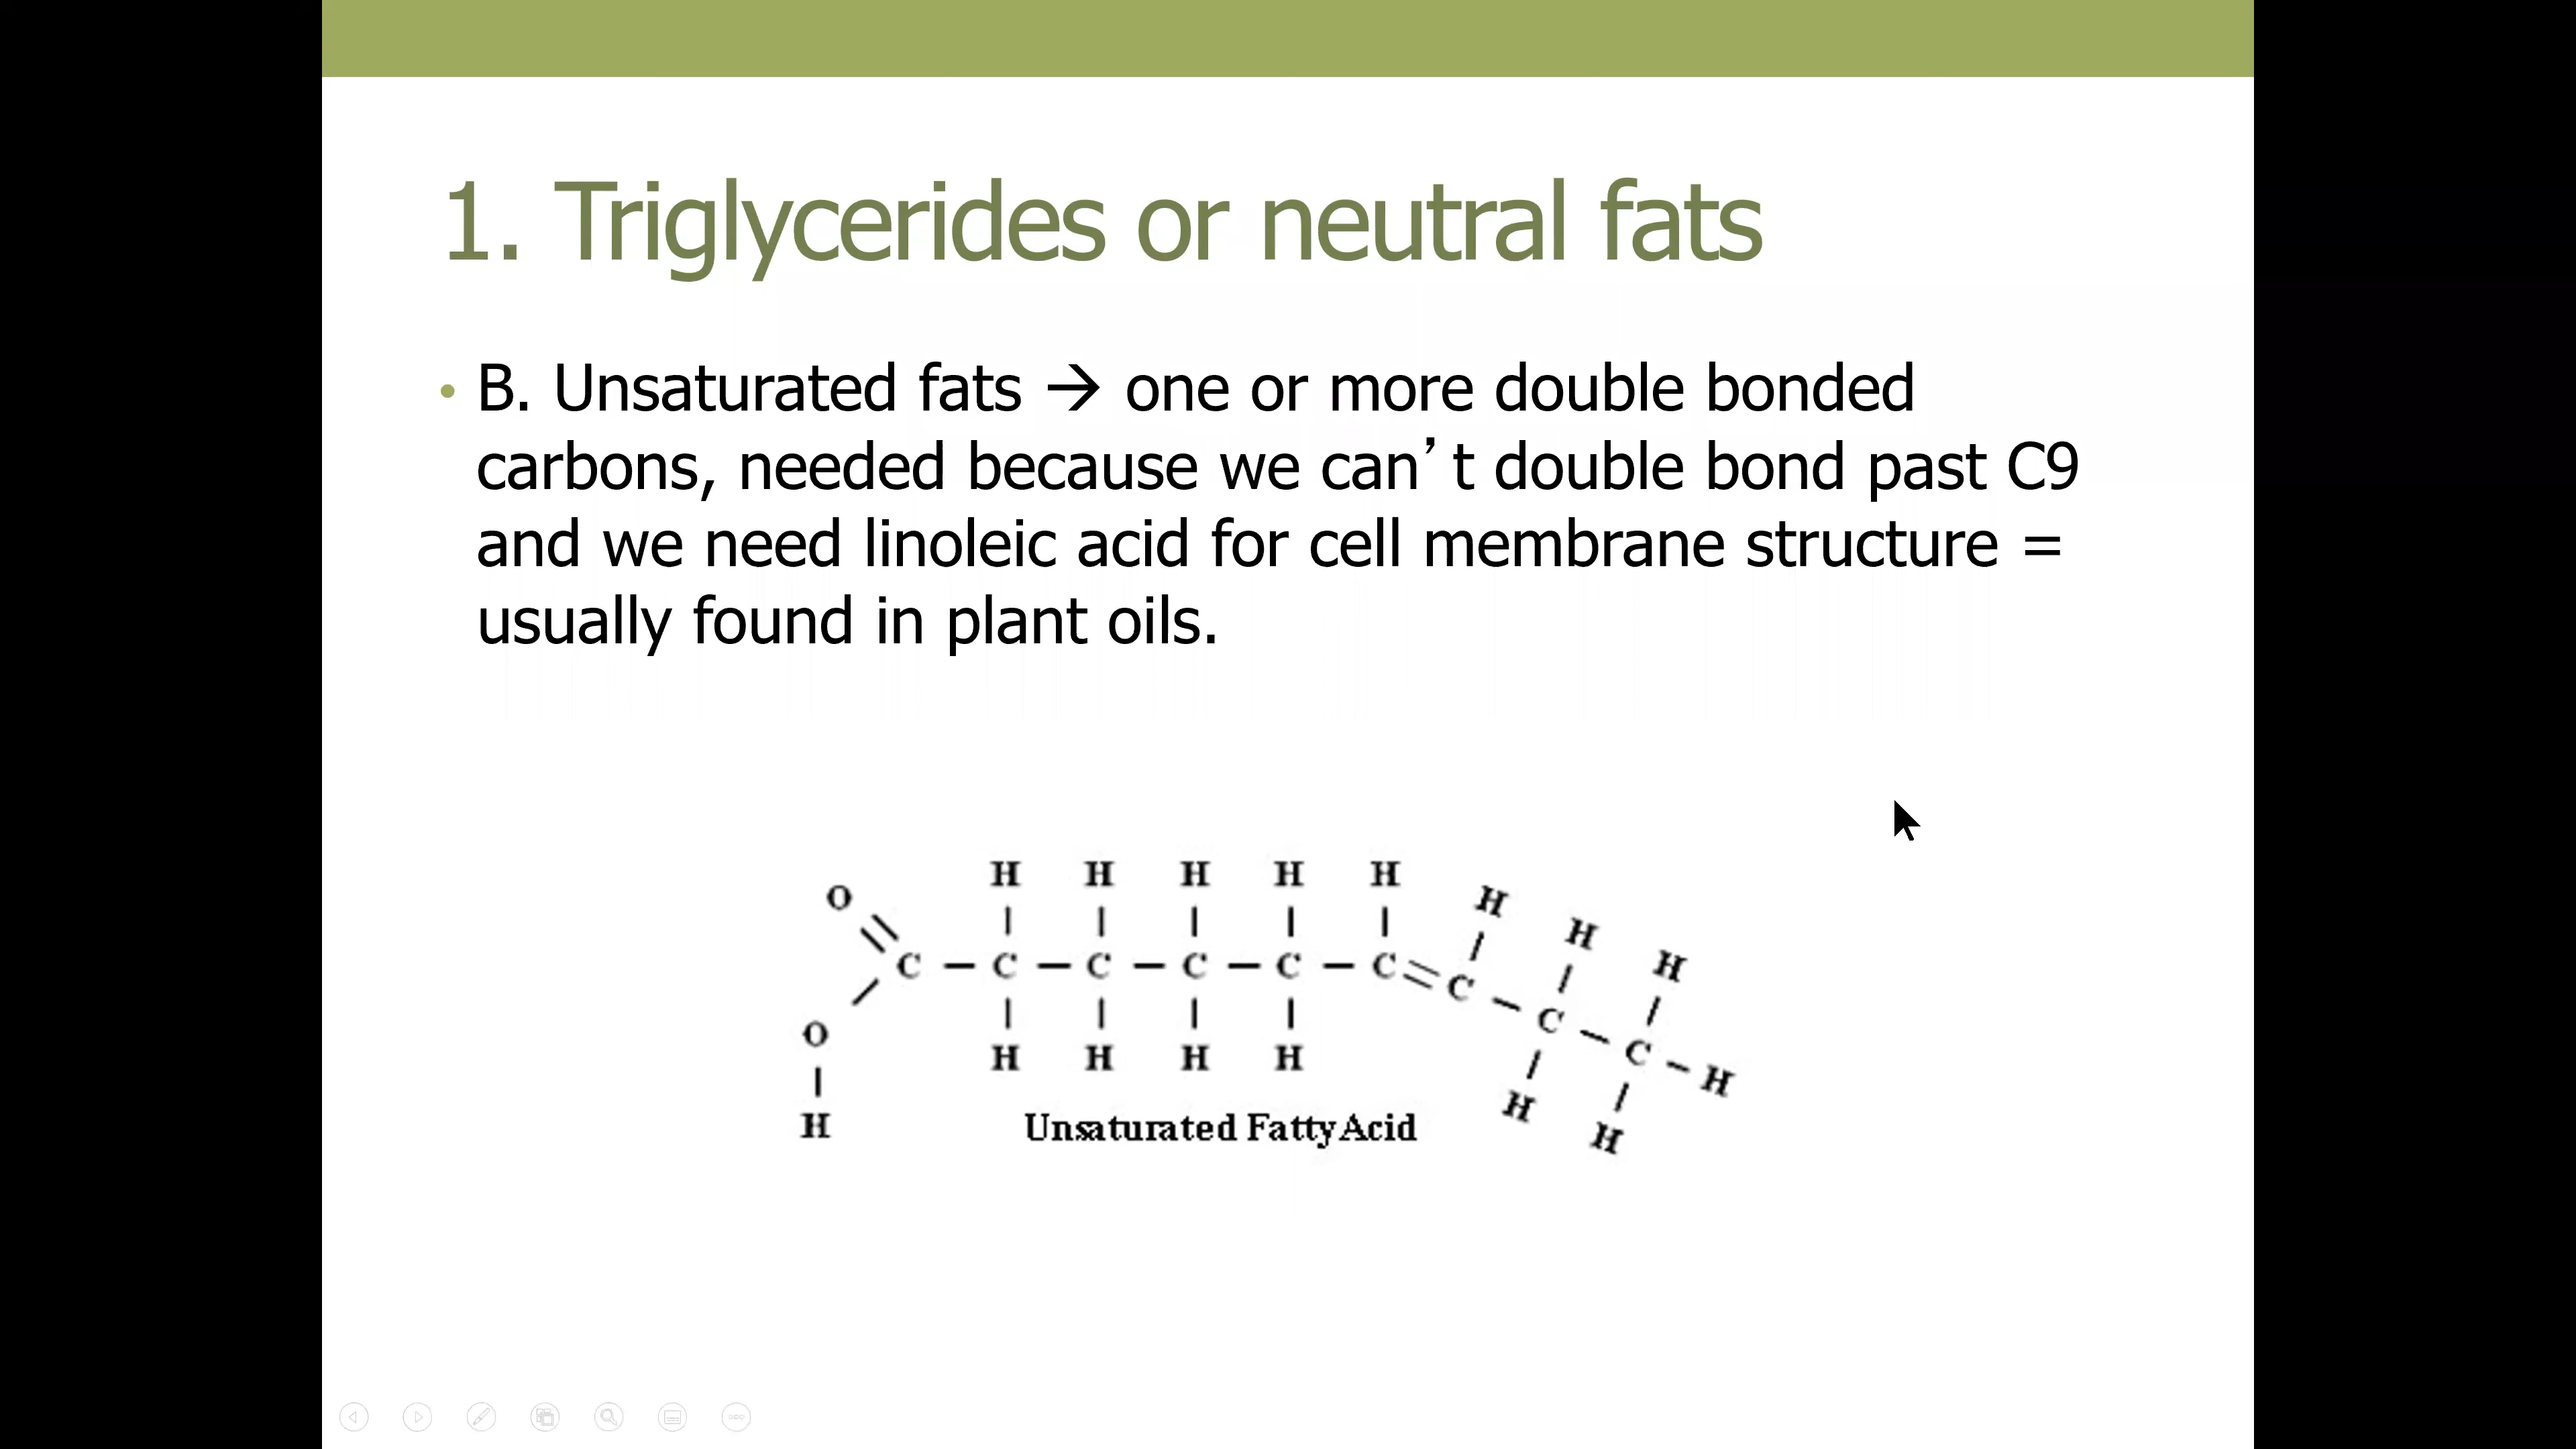 1. Triglycerides or neutral fats
• B. Unsaturated fats → one or more double bonded
carbons, needed because we can’t double bond past C9
and we need linoleic acid for cell membrane structure =
usually found in plant oils.
H H H H H H H H
O
C – C – C – C – C – C = C – C – C – H
O H H H H H H
H
Unsaturated Fatty Acid